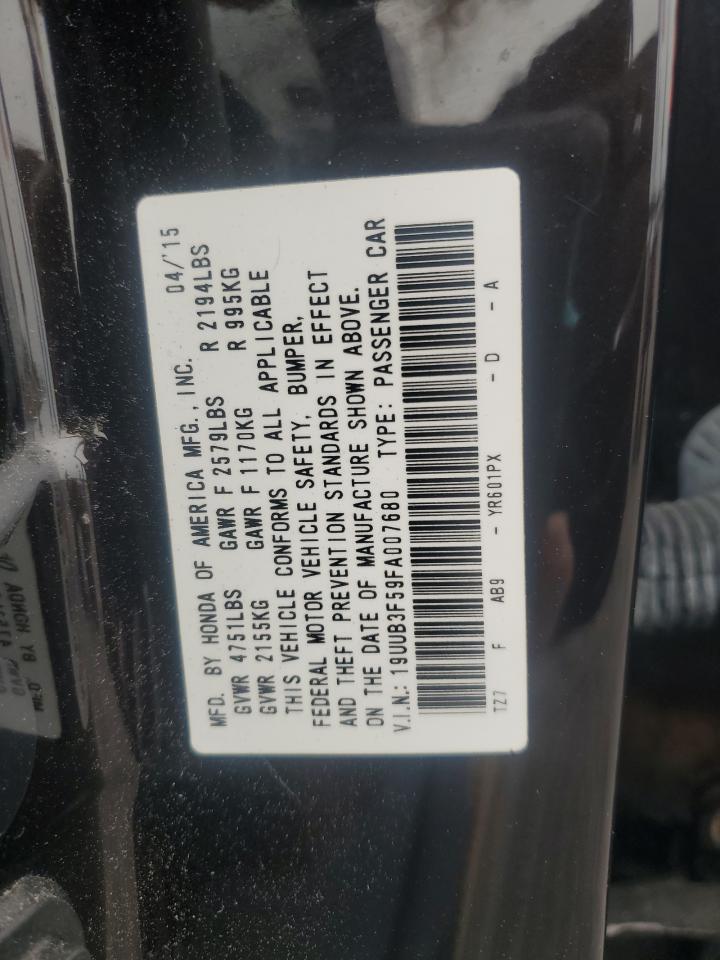 MFD. BY HONDA OF AMERICA MFG., INC. 04/'15
GVWR 4751LBS GAWR F 2579LBS R 2194LBS
GVWR 2155KG GAWR F 1170KG R 995KG
THIS VEHICLE CONFORMS TO ALL APPLICABLE
FEDERAL MOTOR VEHICLE SAFETY, BUMPER,
AND THEFT PREVENTION STANDARDS IN EFFECT
ON THE DATE OF MANUFACTURE SHOWN ABOVE.
V.I.N.: 19UUB3F59FA007680 TYPE: PASSENGER CAR
TZ7 F AB9 - YR601PX - D - A